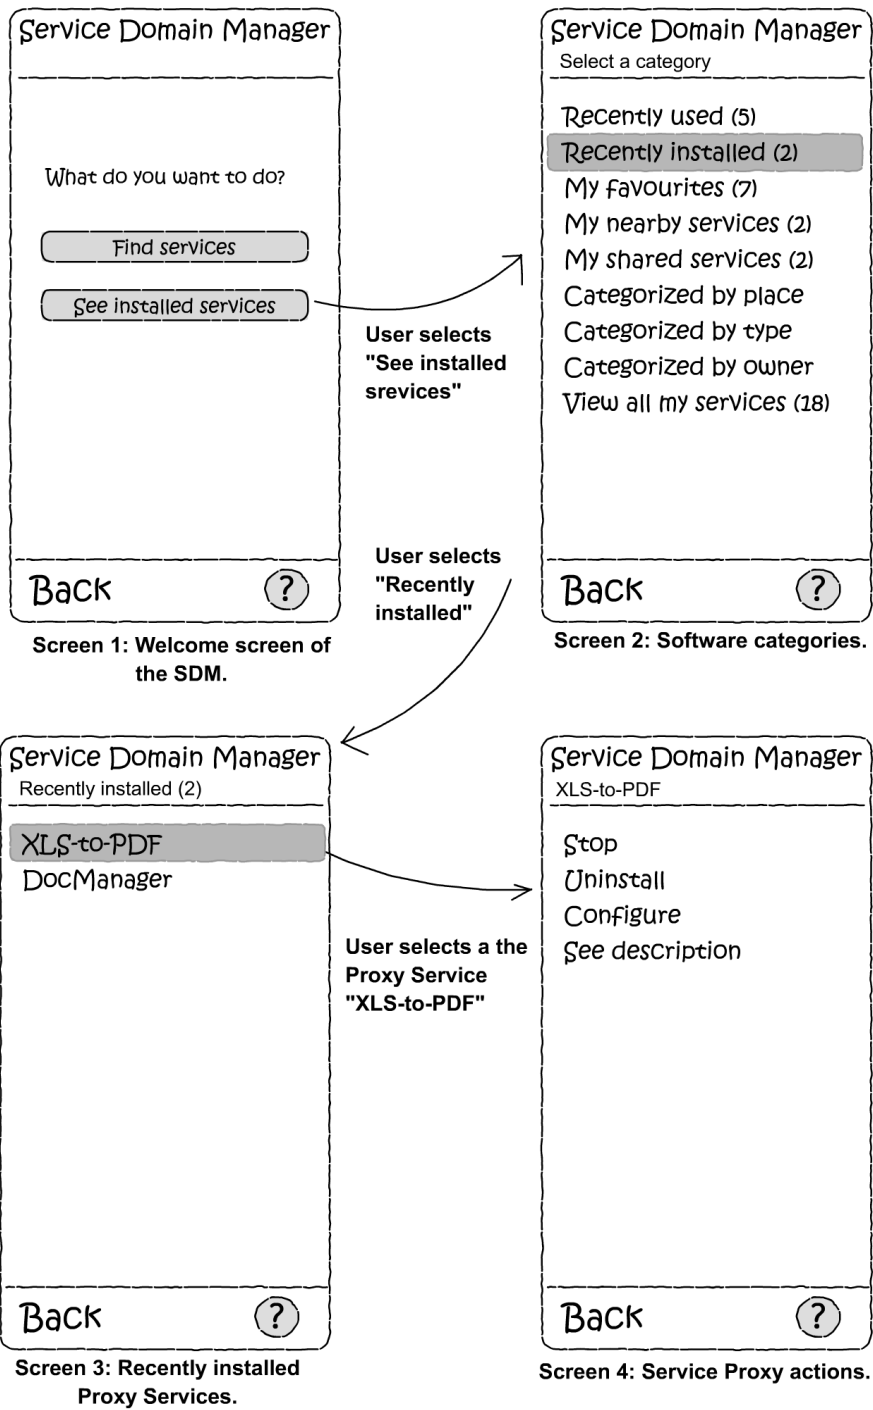 Service Domain Manager
What do you want to do?
Find services
See installed services
Back
?
Screen 1: Welcome screen of
the SDM.
User selects
"See installed
srevices"
Service Domain Manager
Select a category
Recently used (5)
Recently installed (2)
My favourites (7)
My nearby services (2)
My shared services (2)
Categorized by place
Categorized by type
Categorized by owner
View all my services (18)
Back
?
Screen 2: Software categories.
User selects
"Recently
installed"
Service Domain Manager
Recently installed (2)
XLS-to-PDF
DocManager
Back
?
Screen 3: Recently installed
Proxy Services.
User selects a the
Proxy Service
"XLS-to-PDF"
Service Domain Manager
XLS-to-PDF
Stop
Uninstall
Configure
See description
Back
?
Screen 4: Service Proxy actions.